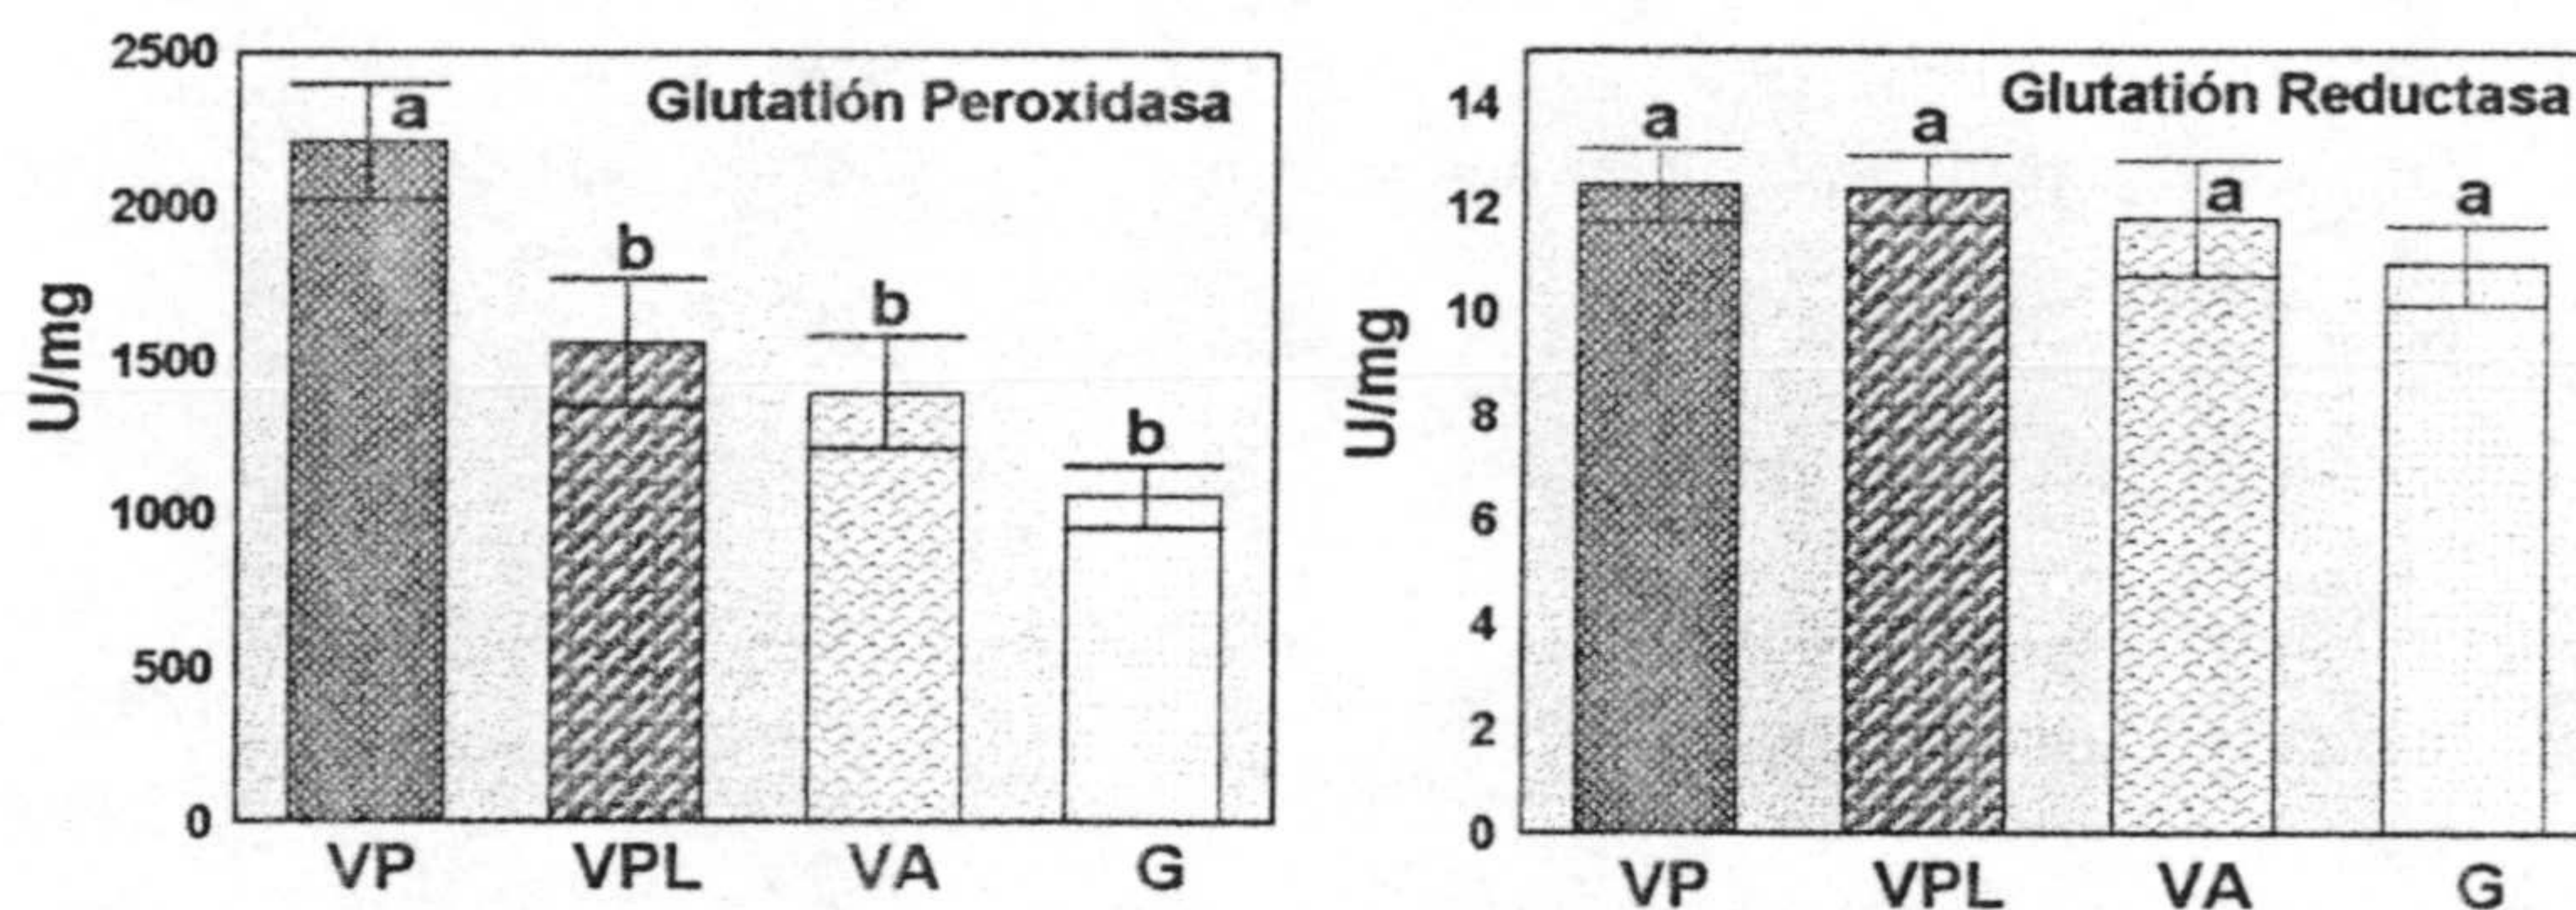 Glutatión Peroxidasa
U/mg
2500
2000
1500
1000
500
0
a
b
b
b
VP VPL VA G
Glutatión Reductasa
U/mg
14
12
10
8
6
4
2
0
a
a
a
a
VP VPL VA G